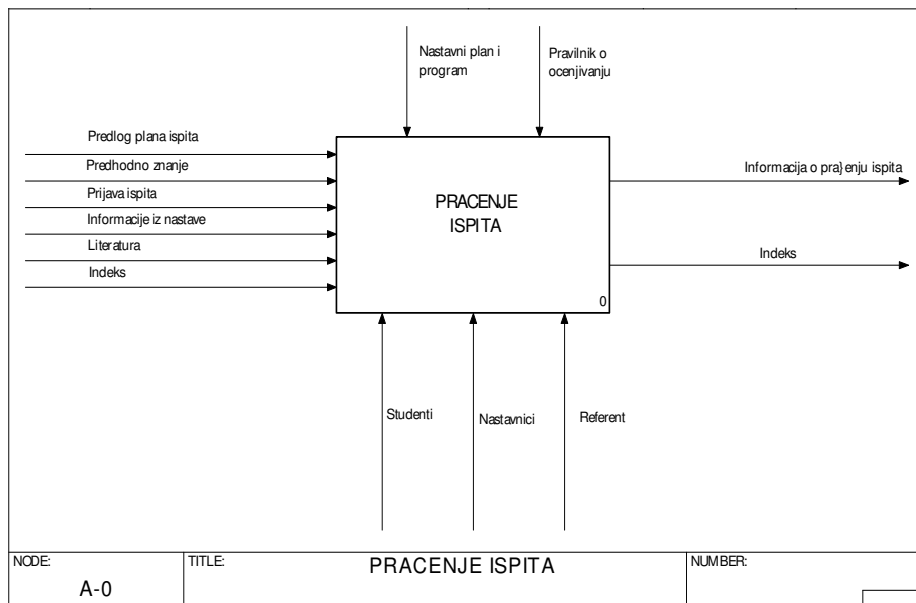 Nastavni plan i
program
Pravilnik o
ocenjivanju
Predlog plana ispita
Predhodno znanje
Prijava ispita
Informacije iz nastave
Literatura
Indeks
PRACENJE
ISPITA
0
Informacija o pra}enju ispita
Indeks
Studenti
Nastavnici
Referent
NODE:
A-0
TITLE:
PRACENJE ISPITA
NUMBER: